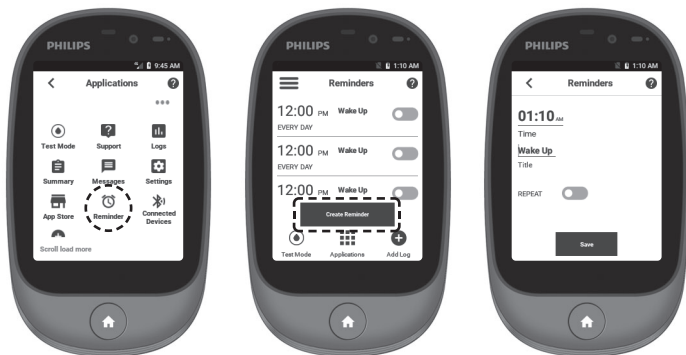 PHILIPS
9:45 AM
Applications
?
Test Mode
Support
Logs
Summary
Messages
Settings
App Store
Reminder
Connected
Devices
Scroll load more
PHILIPS
1:10 AM
Reminders
?
12:00 PM Wake Up
EVERY DAY
12:00 PM Wake Up
EVERY DAY
12:00 PM Wake Up
Create Reminder
Test Mode
Applications
Add Log
PHILIPS
1:10 AM
Reminders
?
01:10 AM
Time
Wake Up
Title
REPEAT
Save